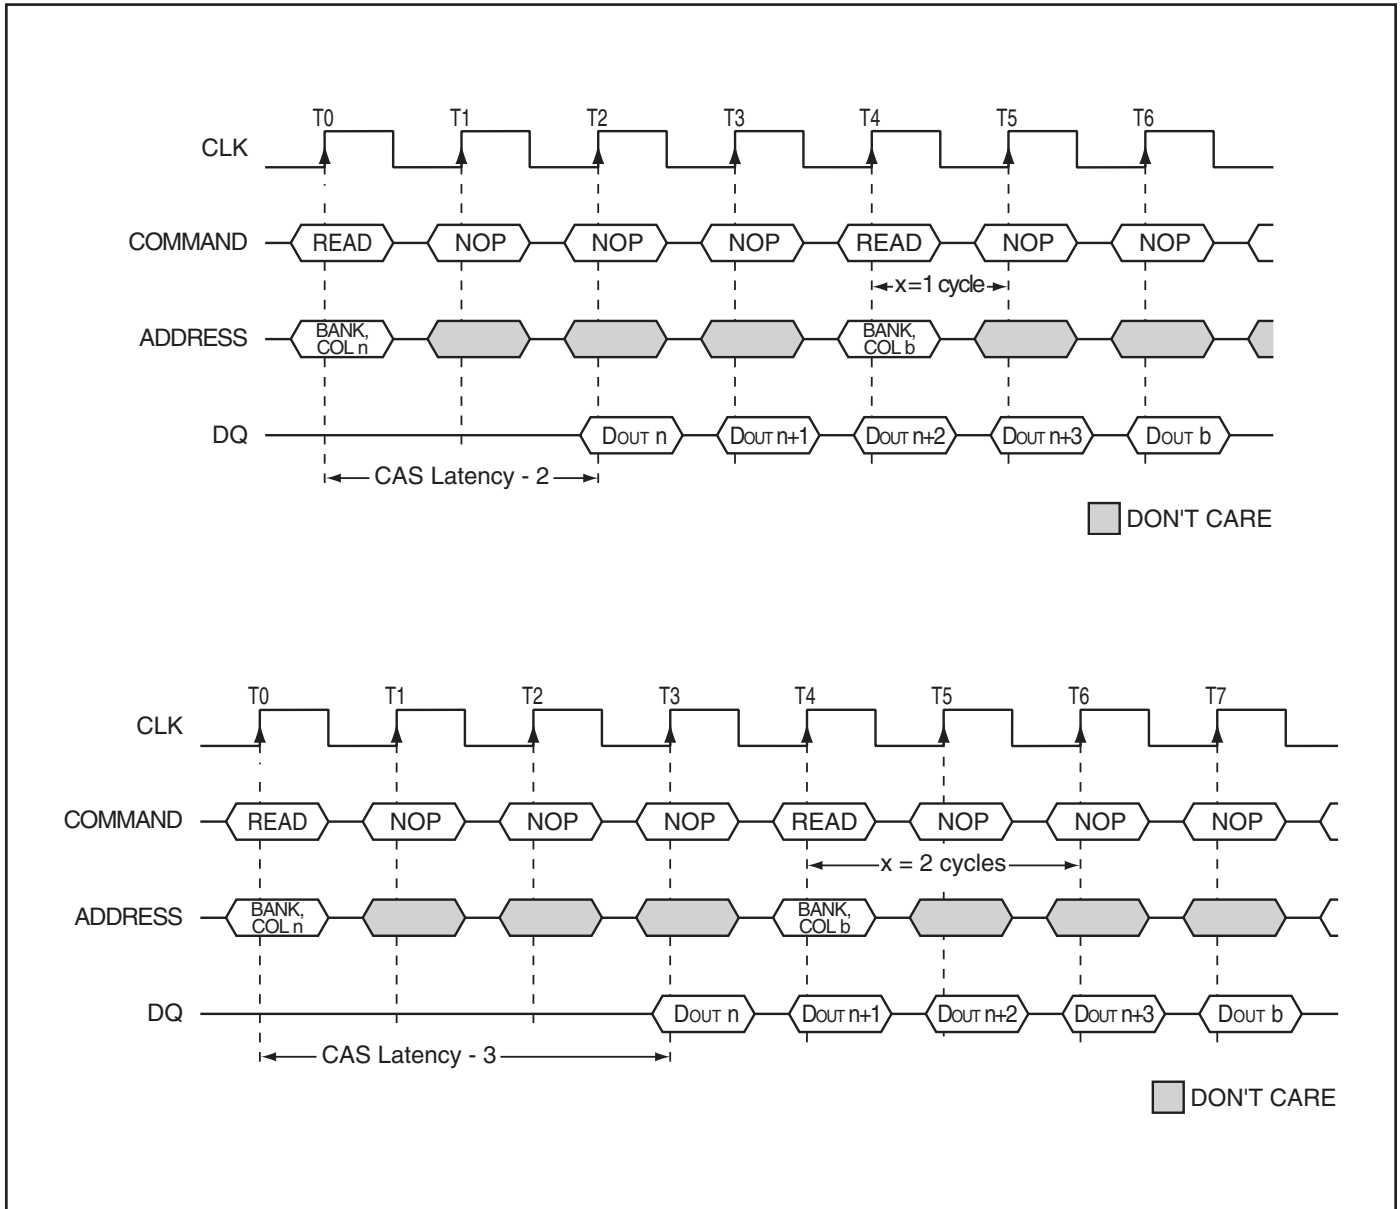 T0 T1 T2 T3 T4 T5 T6
CLK
COMMAND READ NOP NOP NOP READ NOP NOP
x=1 cycle
ADDRESS BANK, COL n BANK, COL b
DQ DOUT n DOUT n+1 DOUT n+2 DOUT n+3 DOUT b
CAS Latency - 2
DON'T CARE
T0 T1 T2 T3 T4 T5 T6 T7
CLK
COMMAND READ NOP NOP NOP READ NOP NOP NOP
x = 2 cycles
ADDRESS BANK, COL n BANK, COL b
DQ DOUT n DOUT n+1 DOUT n+2 DOUT n+3 DOUT b
CAS Latency - 3
DON'T CARE